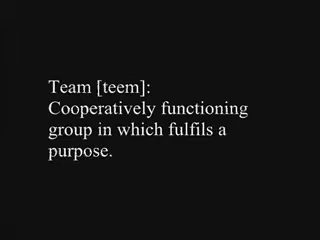 Team [teem]:
Cooperatively functioning
group in which fulfils a
purpose.